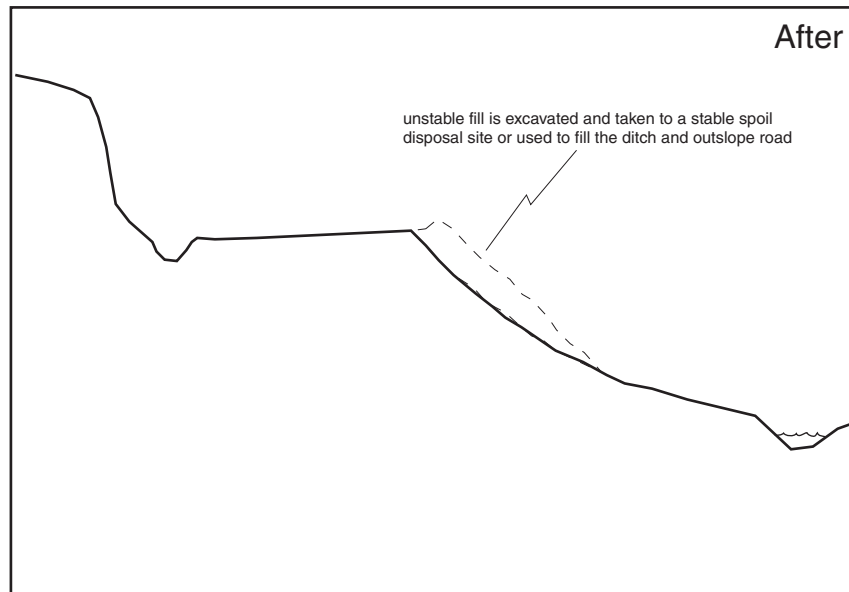 After
unstable fill is excavated and taken to a stable spoil
disposal site or used to fill the ditch and outslope road